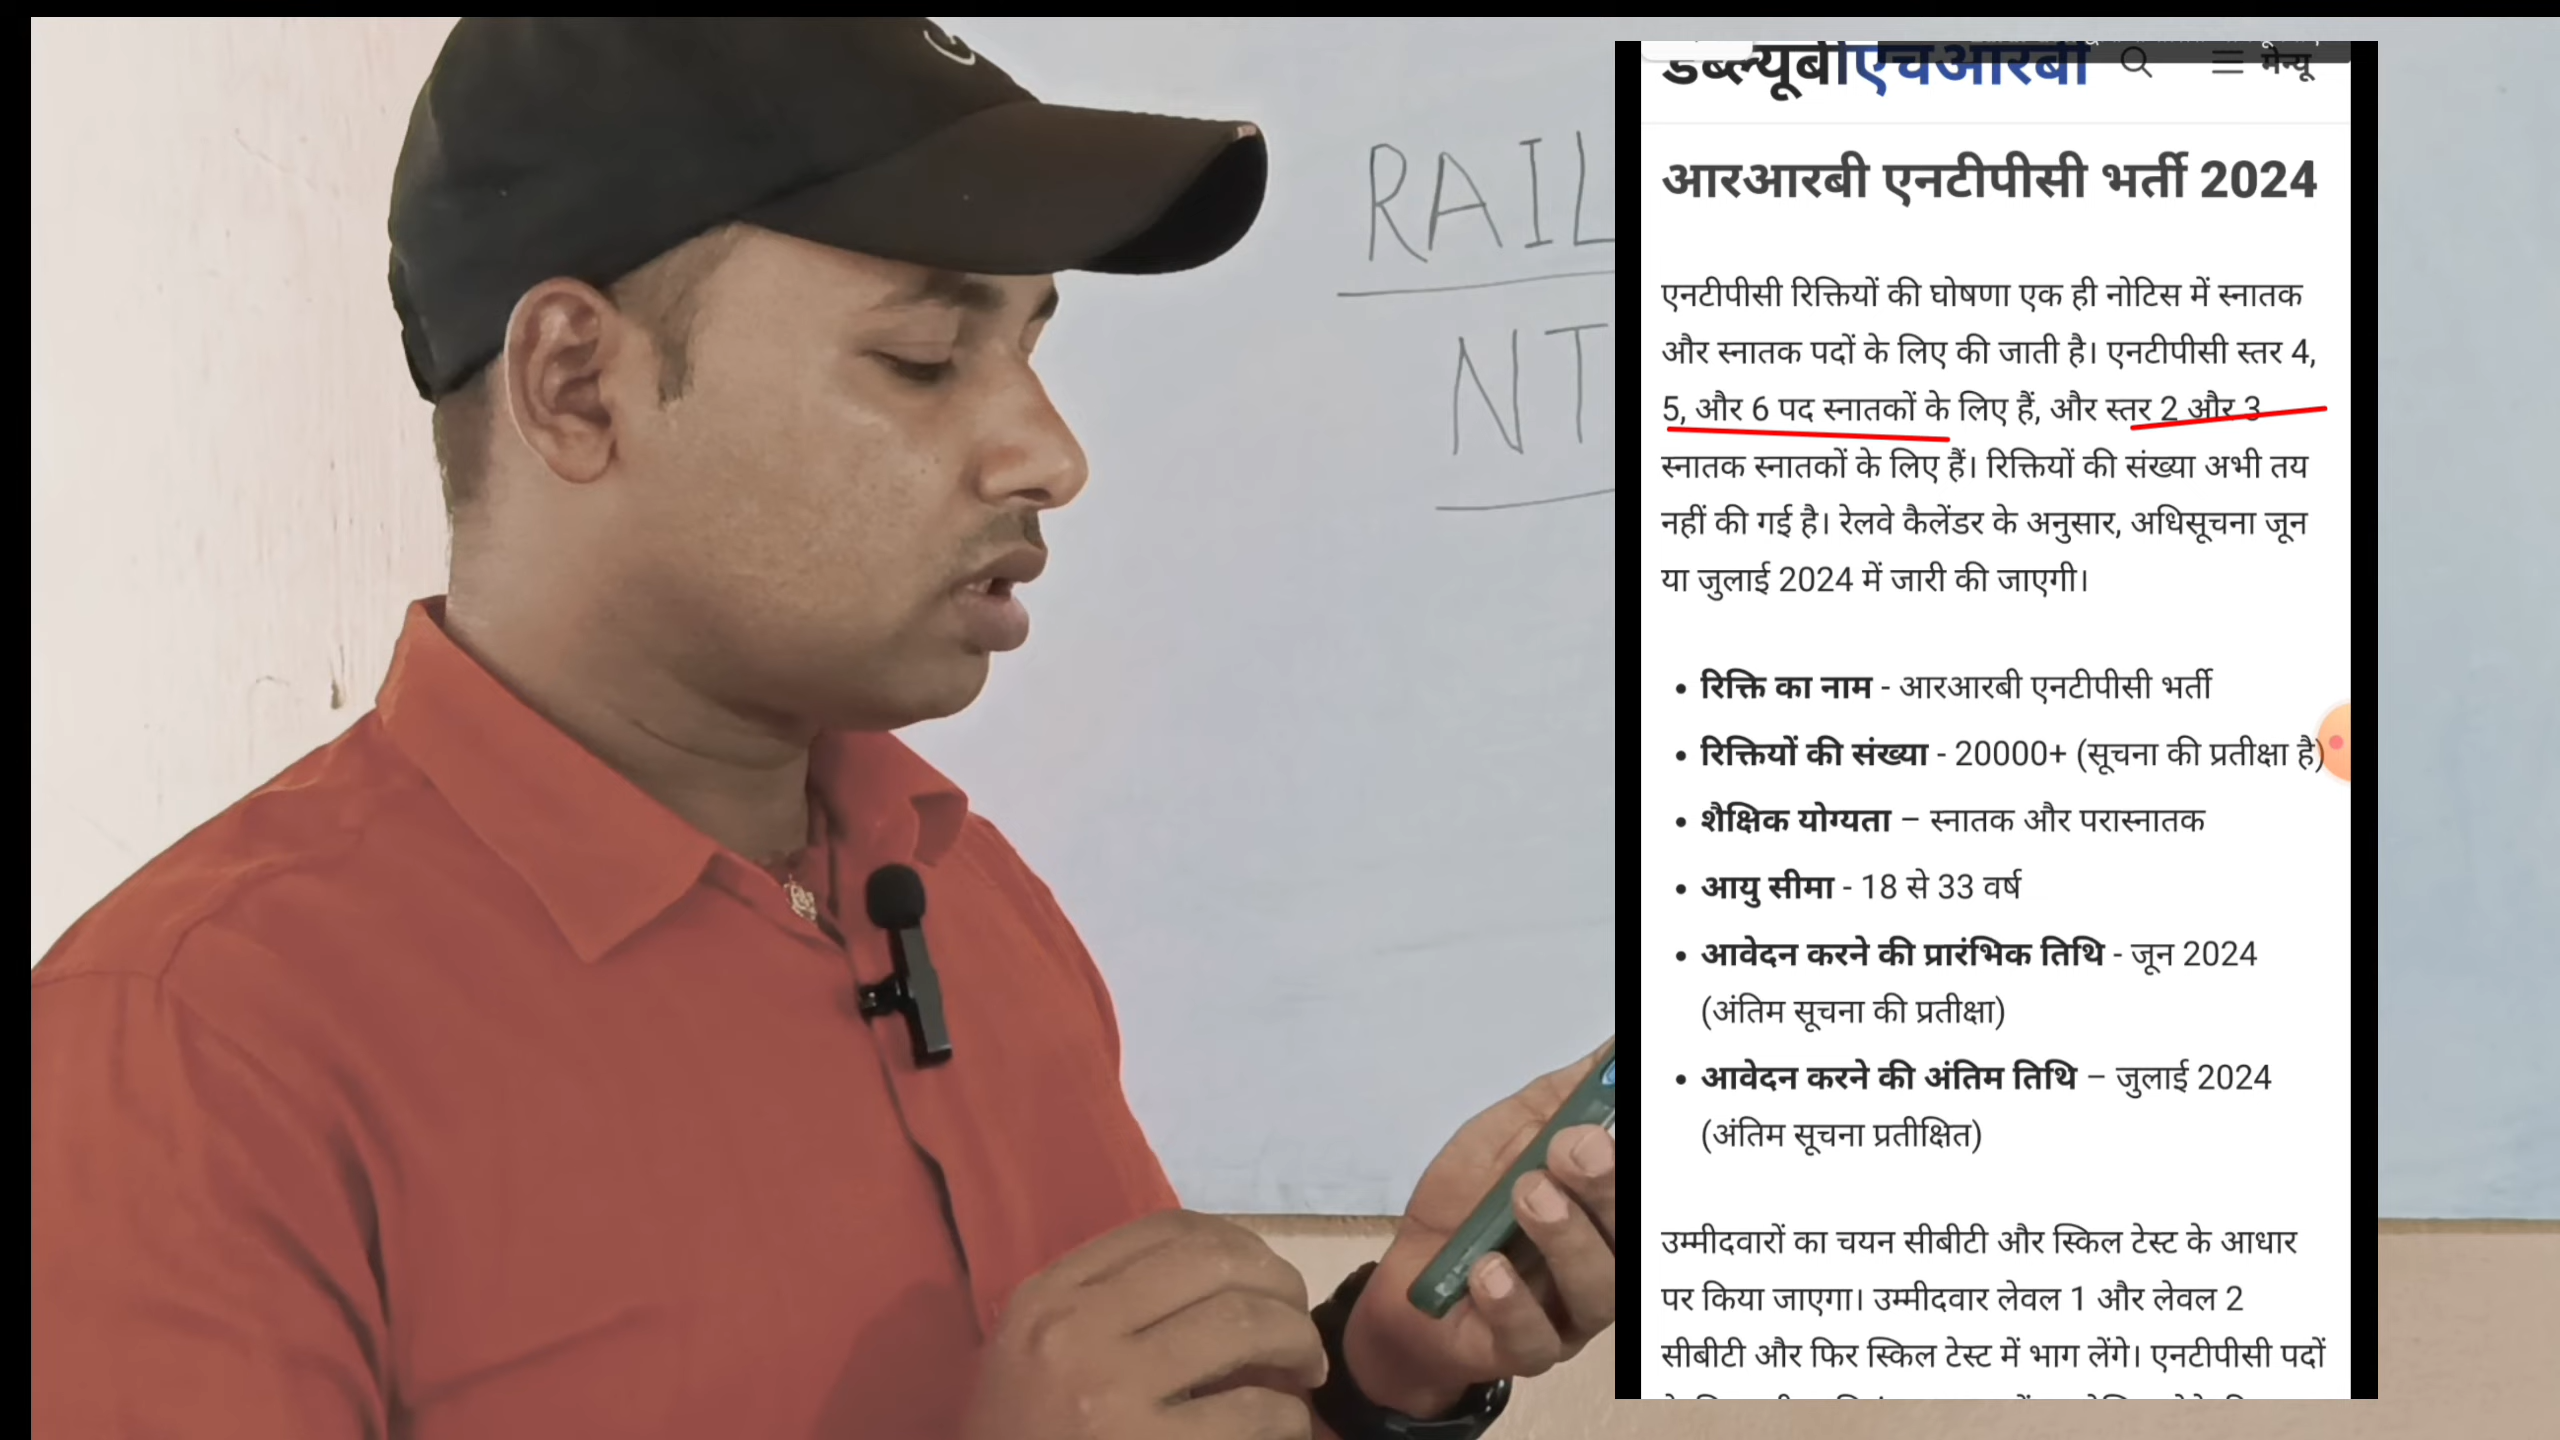 RAIL
NT
डब्ल्यूबीएचआरबी
मेन्यू
आरआरबी एनटीपीसी भर्ती 2024
एनटीपीसी रिक्तियों की घोषणा एक ही नोटिस में स्नातक
और स्नातक पदों के लिए की जाती है। एनटीपीसी स्तर 4,
5, और 6 पद स्नातकों के लिए हैं, और स्तर 2 और 3
स्नातक स्नातकों के लिए हैं। रिक्तियों की संख्या अभी तय
नहीं की गई है। रेलवे कैलेंडर के अनुसार, अधिसूचना जून
या जुलाई 2024 में जारी की जाएगी।
• रिक्ति का नाम - आरआरबी एनटीपीसी भर्ती
• रिक्तियों की संख्या - 20000+ (सूचना की प्रतीक्षा है)
• शैक्षिक योग्यता – स्नातक और परास्नातक
• आयु सीमा - 18 से 33 वर्ष
• आवेदन करने की प्रारंभिक तिथि - जून 2024
(अंतिम सूचना की प्रतीक्षा)
• आवेदन करने की अंतिम तिथि – जुलाई 2024
(अंतिम सूचना प्रतीक्षित)
उम्मीदवारों का चयन सीबीटी और स्किल टेस्ट के आधार
पर किया जाएगा। उम्मीदवार लेवल 1 और लेवल 2
सीबीटी और फिर स्किल टेस्ट में भाग लेंगे। एनटीपीसी पदों